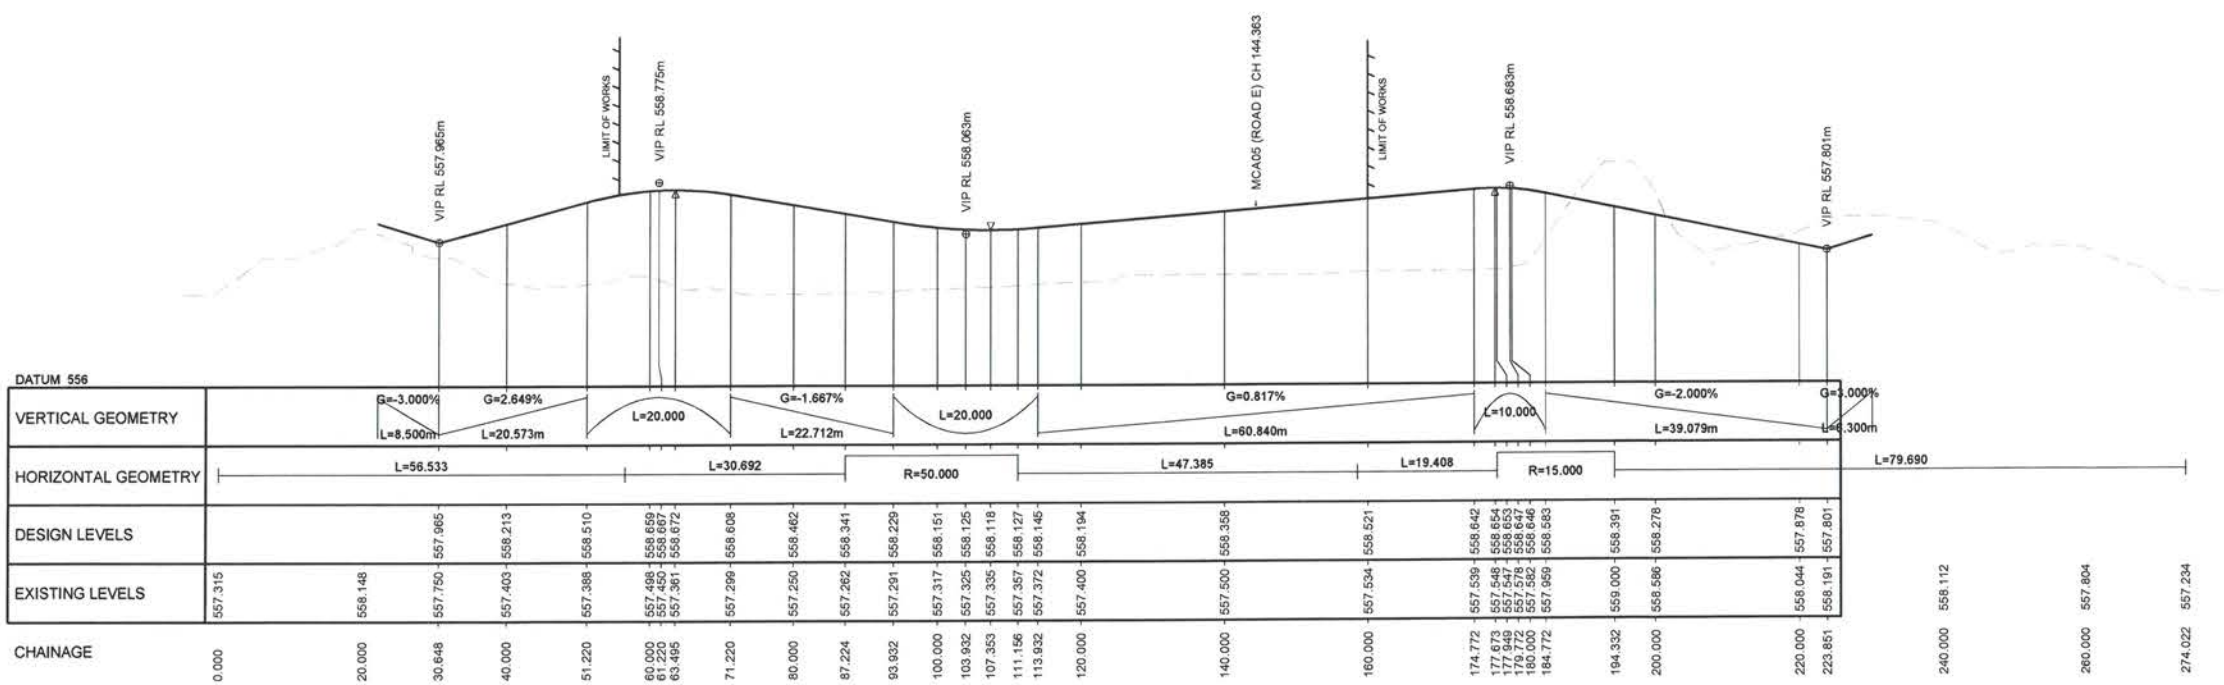 VIP RL 557.965m
LIMIT OF WORKS
VIP RL 558.775m
VIP RL 558.063m
MCA05 (ROAD E) CH 144.363
LIMIT OF WORKS
VIP RL 558.683m
VIP RL 557.801m
DATUM 556
VERTICAL GEOMETRY
G=-3.000% G=2.649% L=20.000 G=-1.667% L=20.000 G=0.817% L=10.000 G=-2.000% G=3.000%
L=8.500m L=20.573m L=22.712m L=60.840m L=39.079m L=6.300m
HORIZONTAL GEOMETRY
L=56.533 L=30.692 R=50.000 L=47.385 L=19.408 R=15.000 L=79.690
DESIGN LEVELS
557.965 558.213 558.510 558.659 558.667 558.672 558.608 558.462 558.341 558.229 558.151 558.125 558.118 558.127 558.145 558.194 558.358 558.521 558.642 558.654 558.653 558.647 558.646 558.583 558.391 558.278 557.878 557.801
EXISTING LEVELS
557.315 558.148 557.750 557.403 557.388 557.498 557.450 557.361 557.299 557.250 557.262 557.291 557.317 557.325 557.335 557.357 557.372 557.400 557.500 557.534 557.539 557.548 557.547 557.578 557.582 557.959 559.000 558.586 558.044 558.191 558.112 557.804 557.234
CHAINAGE
0.000 20.000 30.648 40.000 51.220 60.000 61.220 63.495 71.220 80.000 87.224 93.932 100.000 103.932 107.353 111.156 113.932 120.000 140.000 160.000 174.772 177.673 177.949 179.772 180.000 184.772 194.332 200.000 220.000 223.851 240.000 260.000 274.022